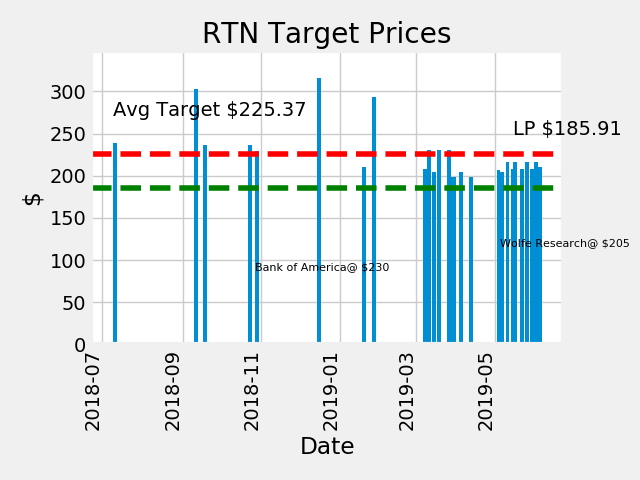 RTN Target Prices
300
Avg Target $225.37
LP $185.91
250
200
$
150
Wolfe Research@ $205
100
Bank of America@ $230
50
0
2018-07
2018-09
2018-11
2019-01
2019-03
2019-05
Date